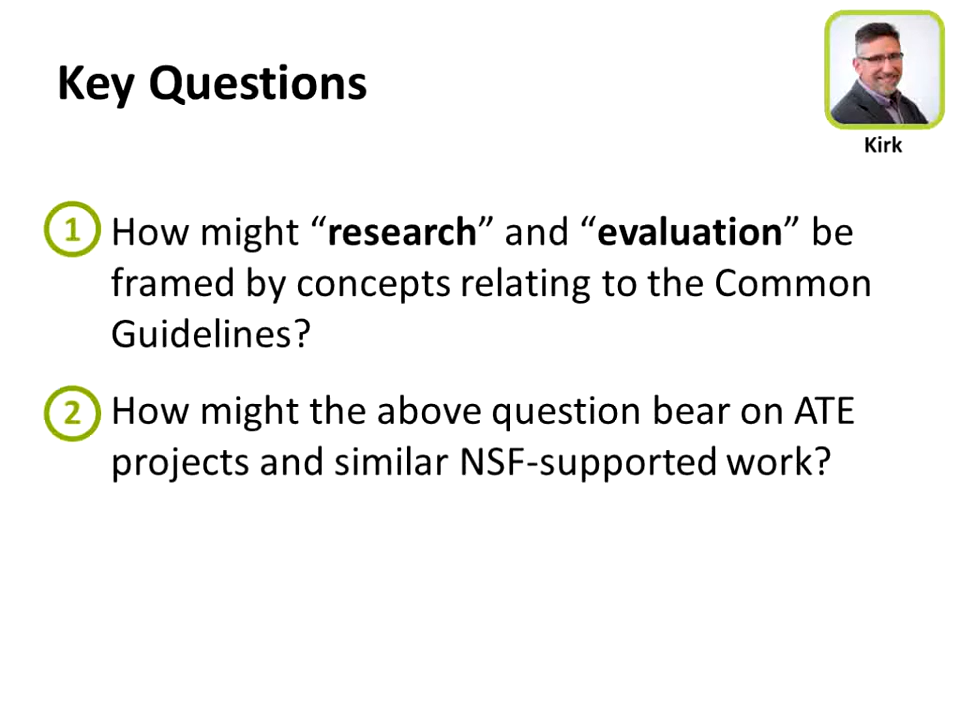 Key Questions
Kirk
1 How might “research” and “evaluation” be
framed by concepts relating to the Common
Guidelines?
2 How might the above question bear on ATE
projects and similar NSF-supported work?